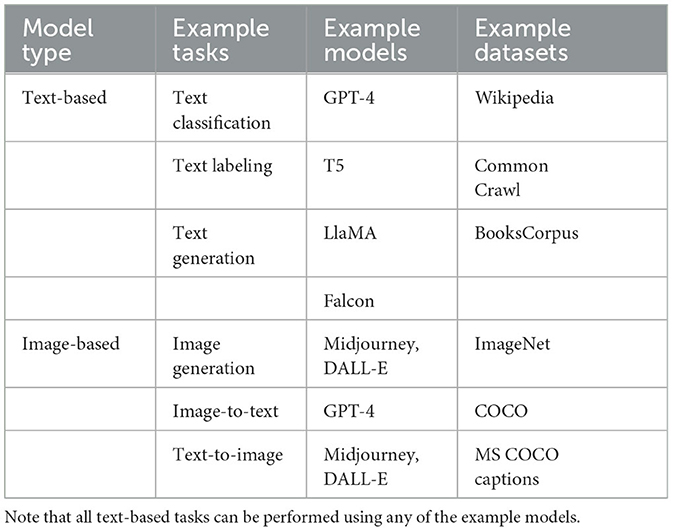 Model type	Example tasks	Example models	Example datasets
Text-based	Text classification	GPT-4	Wikipedia
Text labeling	T5	Common Crawl
Text generation	LlaMA	BooksCorpus
Falcon
Image-based	Image generation	Midjourney, DALL-E	ImageNet
Image-to-text	GPT-4	COCO
Text-to-image	Midjourney, DALL-E	MS COCO captions
Note that all text-based tasks can be performed using any of the example models.